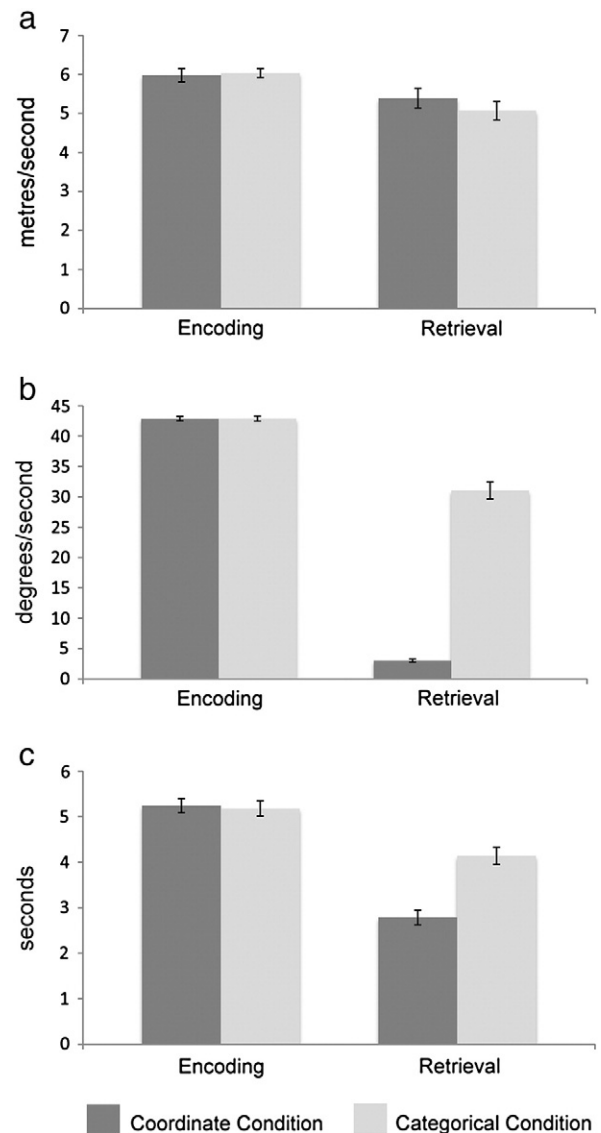 a
metres/second
7
6
5
4
3
2
1
0
Encoding Retrieval
b
degrees/second
45
40
35
30
25
20
15
10
5
0
Encoding Retrieval
c
seconds
6
5
4
3
2
1
0
Encoding Retrieval
Coordinate Condition Categorical Condition